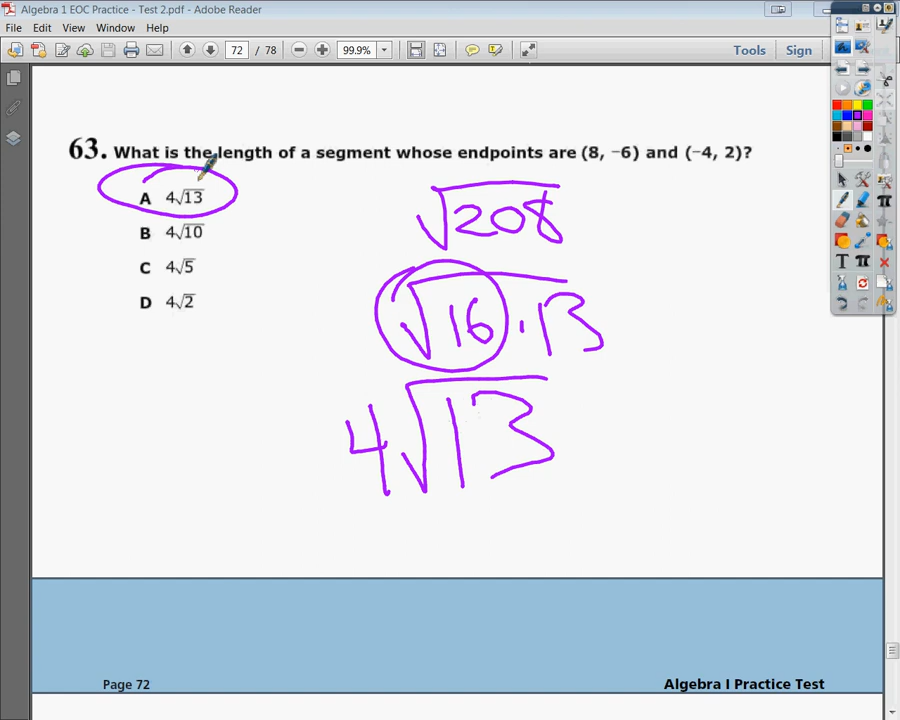 Algebra 1 EOC Practice - Test 2.pdf - Adobe Reader
File Edit View Window Help
72 / 78 99.9% Tools Sign
63. What is the length of a segment whose endpoints are (8, −6) and (−4, 2)?
A 4√13
B 4√10
C 4√5
D 4√2
√208
√16 · 13
4√13
Page 72 Algebra I Practice Test